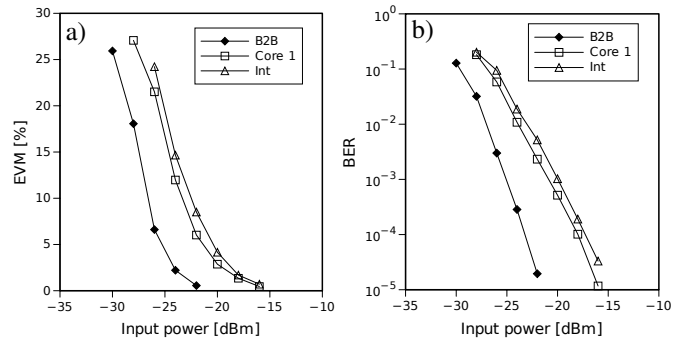 a)
B2B
Core 1
Int
30
25
20
15
10
5
0
EVM [%]
−35
−30
−25
−20
−15
−10
Input power [dBm]
b)
B2B
Core 1
Int
10⁰
10⁻¹
10⁻²
10⁻³
10⁻⁴
10⁻⁵
BER
−35
−30
−25
−20
−15
−10
Input power [dBm]